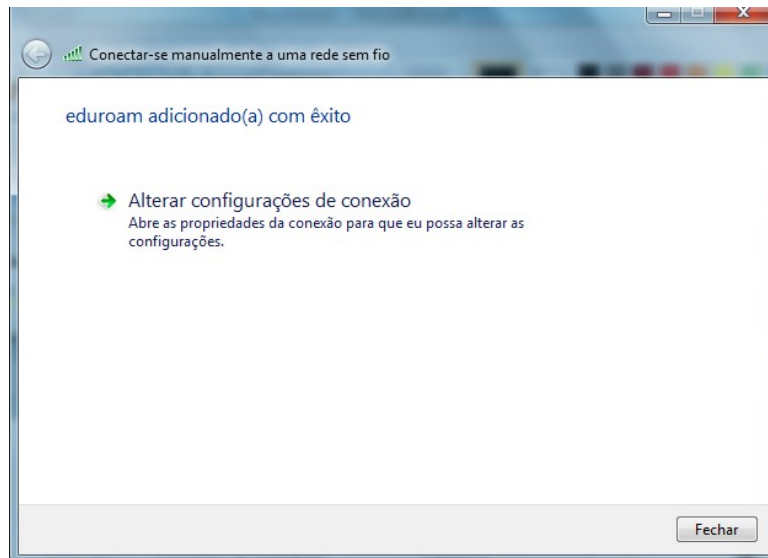 Conectar-se manualmente a uma rede sem fio
eduroam adicionado(a) com êxito
Alterar configurações de conexão
Abre as propriedades da conexão para que eu possa alterar as
configurações.
Fechar